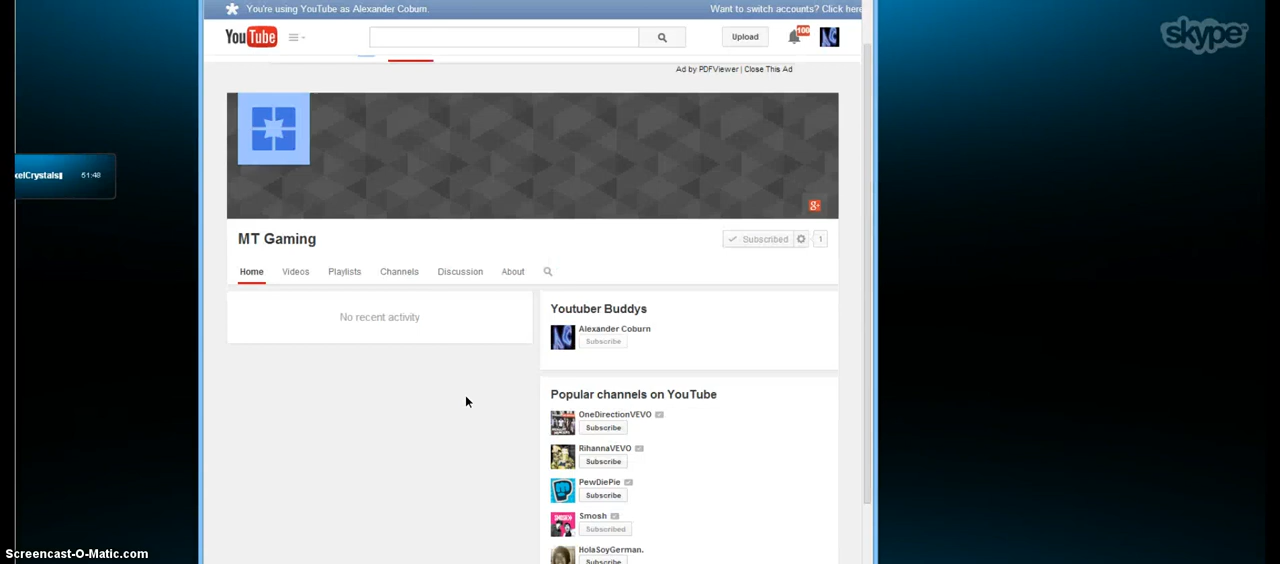 You're using YouTube as Alexander Coburn.
Want to switch accounts? Click here
YouTube
Upload
100
skype
Ad by PDFViewer | Close This Ad
xelCrystals
51:48
MT Gaming
Subscribed
1
Home Videos Playlists Channels Discussion About
No recent activity
Youtuber Buddys
Alexander Coburn
Subscribe
Popular channels on YouTube
OneDirectionVEVO
Subscribe
RihannaVEVO
Subscribe
PewDiePie
Subscribe
Smosh
Subscribed
HolaSoyGerman.
Subscribe
Screencast-O-Matic.com